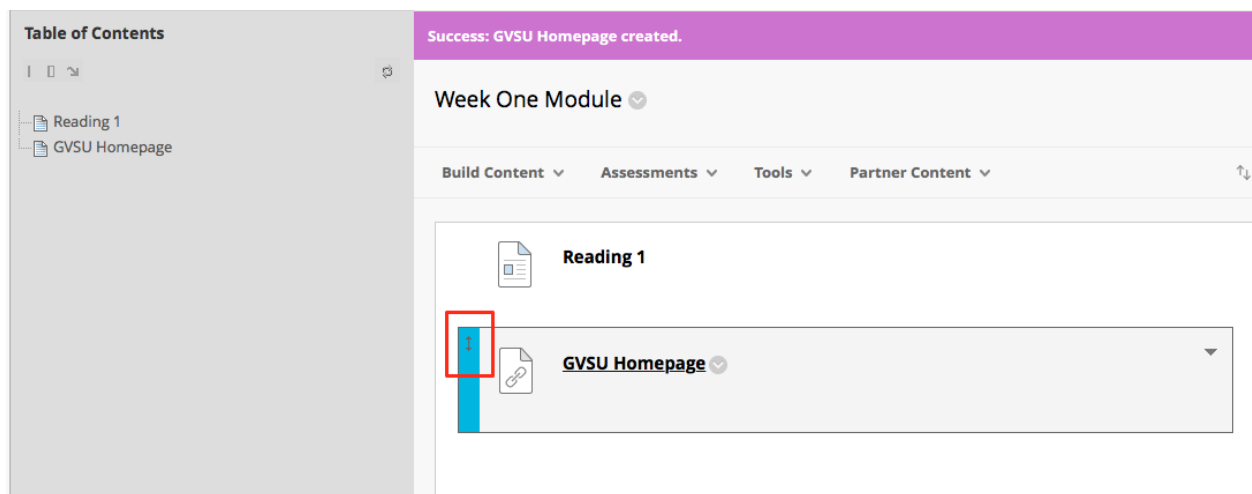 Table of Contents
Reading 1
GVSU Homepage
Success: GVSU Homepage created.
Week One Module
Build Content Assessments Tools Partner Content
Reading 1
GVSU Homepage